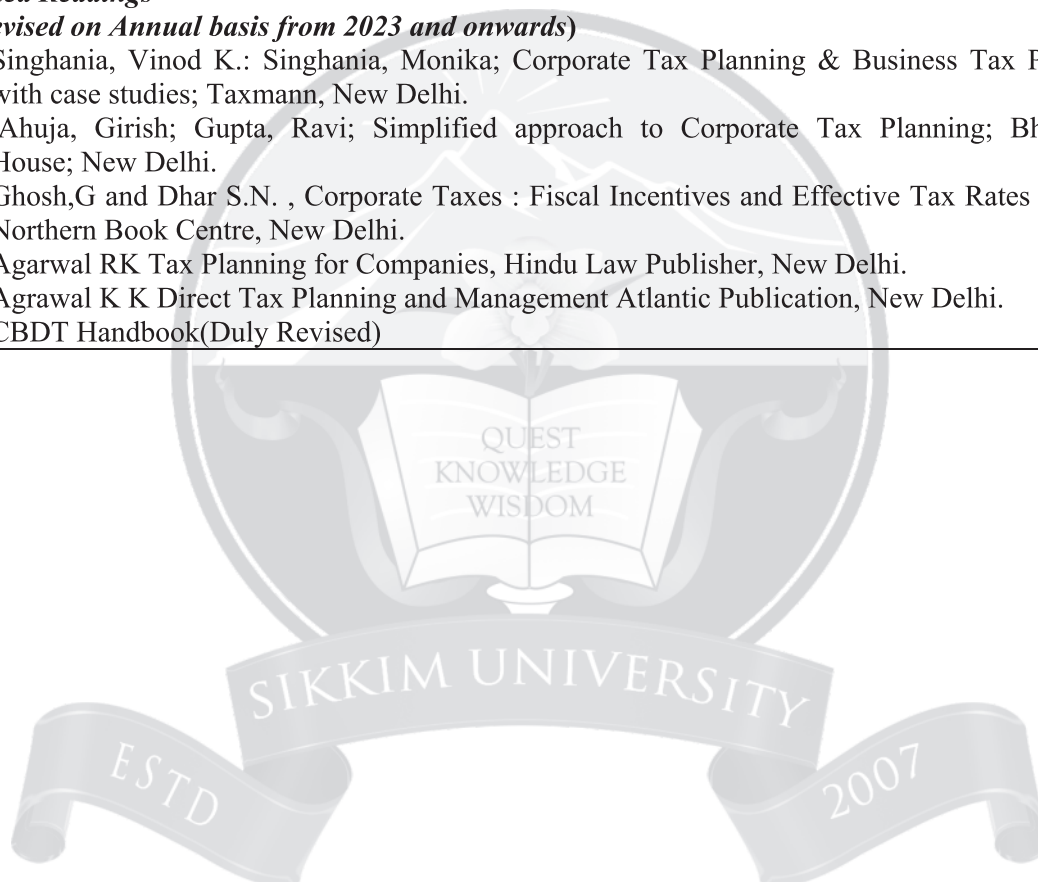 Readings
vised on Annual basis from 2023 and onwards)
Singhania, Vinod K.: Singhania, Monika; Corporate Tax Planning & Business Tax P
with case studies; Taxmann, New Delhi.
Ahuja, Girish; Gupta, Ravi; Simplified approach to Corporate Tax Planning; Bh
House; New Delhi.
Ghosh,G and Dhar S.N. , Corporate Taxes : Fiscal Incentives and Effective Tax Rates
Northern Book Centre, New Delhi.
Agarwal RK Tax Planning for Companies, Hindu Law Publisher, New Delhi.
Agrawal K K Direct Tax Planning and Management Atlantic Publication, New Delhi.
CBDT Handbook(Duly Revised)
QUEST
KNOWLEDGE
WISDOM
SIKKIM UNIVERSITY
ESTD
2007